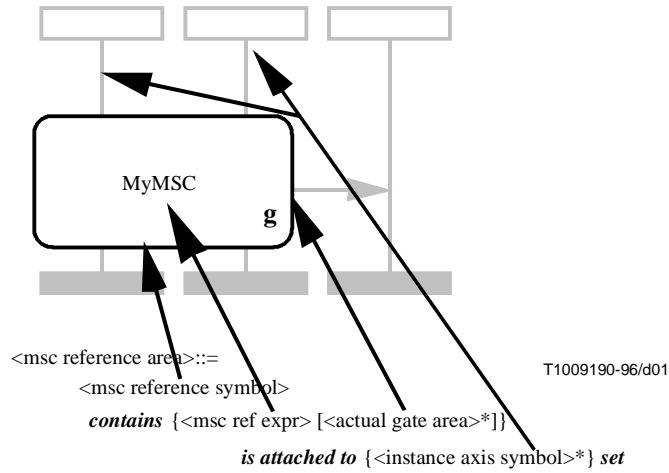 MyMSC
g
<msc reference area>::=
T1009190-96/d01
<msc reference symbol>
contains {<msc ref expr> [<actual gate area>*]}
is attached to {<instance axis symbol>*} set